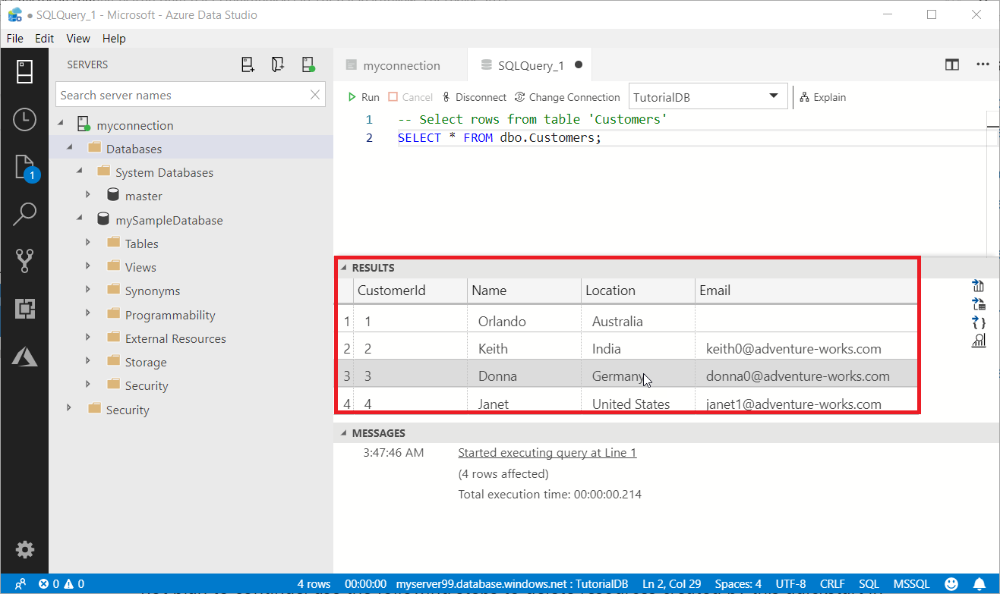 ● SQLQuery_1 - Microsoft - Azure Data Studio
File Edit View Help
SERVERS
Search server names
myconnection
Databases
System Databases
master
mySampleDatabase
Tables
Views
Synonyms
Programmability
External Resources
Storage
Security
Security
1
myconnection
SQLQuery_1 ●
Run Cancel Disconnect Change Connection TutorialDB Explain
1 -- Select rows from table 'Customers'
2 SELECT * FROM dbo.Customers;
RESULTS
CustomerId Name Location Email
1 1 Orlando Australia
2 2 Keith India keith0@adventure-works.com
3 3 Donna Germany donna0@adventure-works.com
4 4 Janet United States janet1@adventure-works.com
MESSAGES
3:47:46 AM Started executing query at Line 1
(4 rows affected)
Total execution time: 00:00:00.214
0 0 4 rows 00:00:00 myserver99.database.windows.net : TutorialDB Ln 2, Col 29 Spaces: 4 UTF-8 CRLF SQL MSSQL